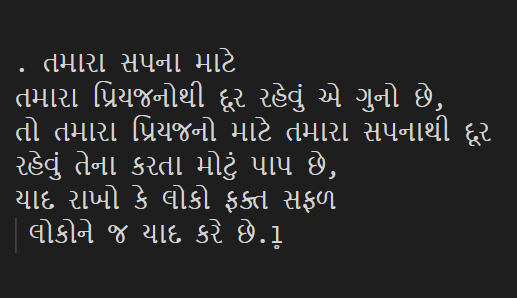 . તમારા સપના માટે
તમારા પ્રિયજનોથી દૂર રહેવું એ ગુનો છે,
તો તમારા પ્રિયજનો માટે તમારા સપનાથી દૂર
રહેવું તેના કરતા મોટું પાપ છે,
યાદ રાખો કે લોકો ફક્ત સફળ
લોકોને જ યાદ કરે છે.